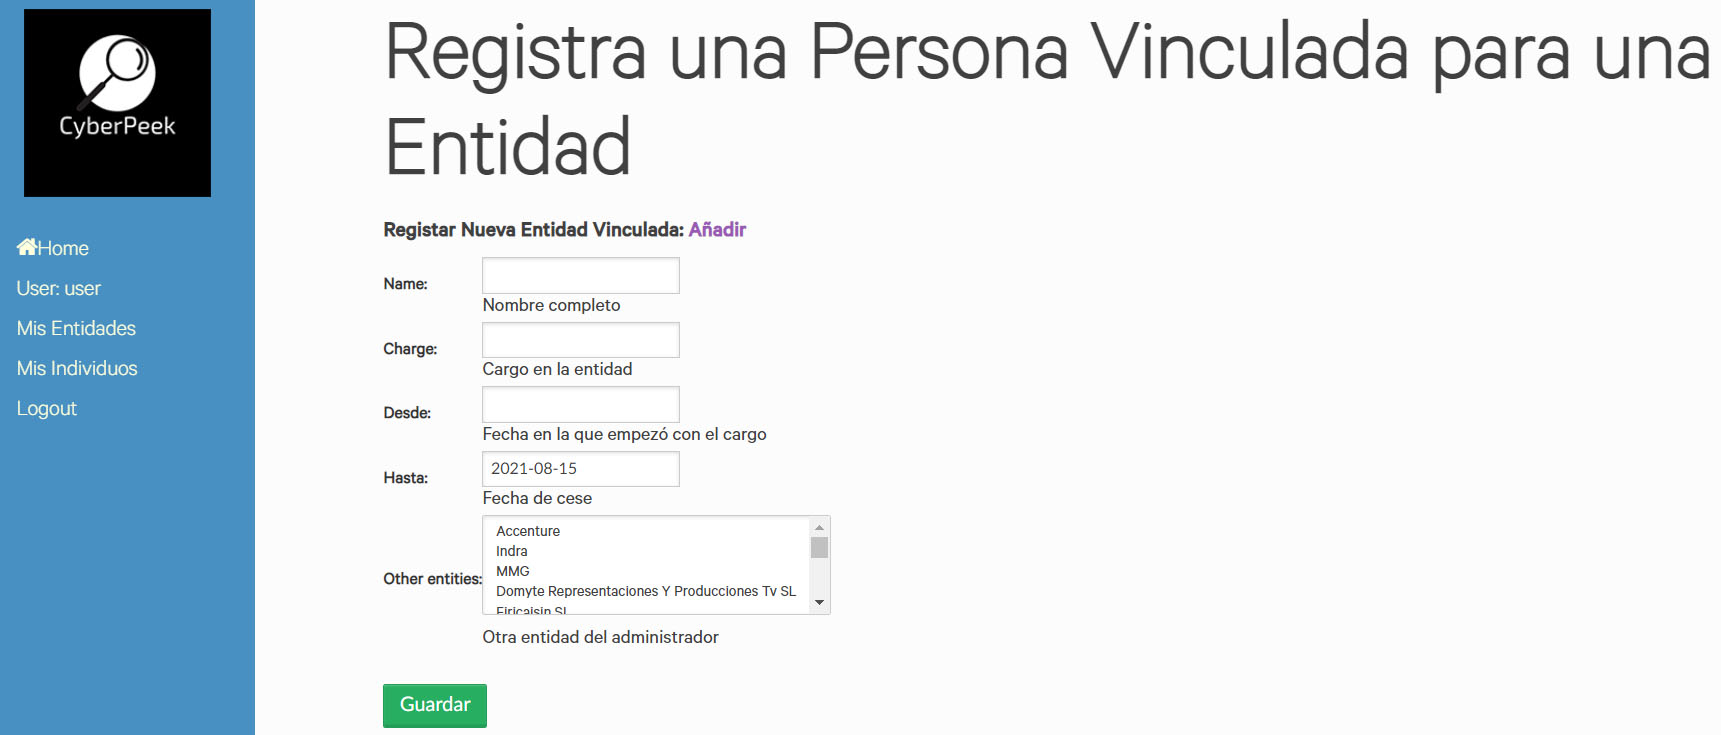 CyberPeek
Home
User: user
Mis Entidades
Mis Individuos
Logout
Registra una Persona Vinculada para una
Entidad
Registar Nueva Entidad Vinculada: Añadir
Name:
Nombre completo
Charge:
Cargo en la entidad
Desde:
Fecha en la que empezó con el cargo
Hasta: 2021-08-15
Fecha de cese
Other entities:
Accenture
Indra
MMG
Domyte Representaciones Y Producciones Tv SL
Otra entidad del administrador
Guardar